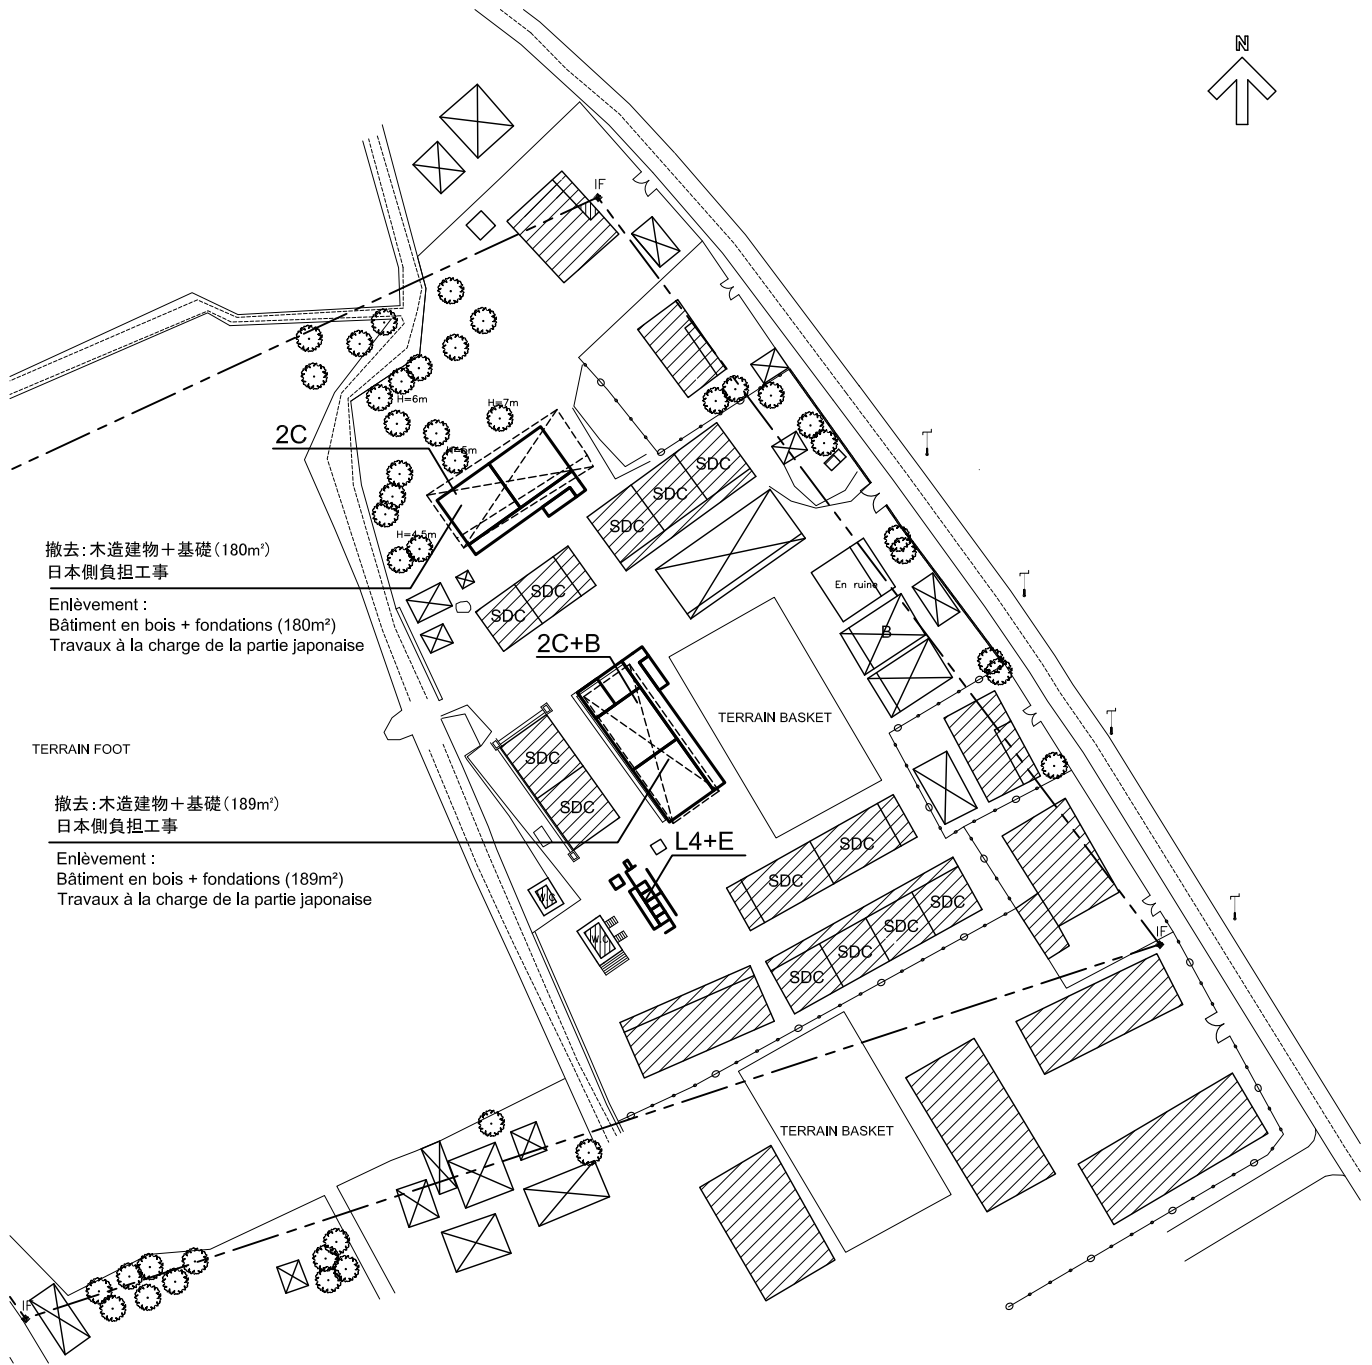 N
IF
H=6m
H=7m
2C
H=6m
SDC
SDC
SDC
H=4.5m
撤去:木造建物+基礎(180m²)
日本側負担工事
Enlèvement :
Bâtiment en bois + fondations (180m²)
Travaux à la charge de la partie japonaise
SDC
SDC
En ruine
B
2C+B
TERRAIN BASKET
TERRAIN FOOT
SDC
SDC
撤去:木造建物+基礎(189m²)
日本側負担工事
Enlèvement :
Bâtiment en bois + fondations (189m²)
Travaux à la charge de la partie japonaise
L4+E
SDC
SDC
W.C
W.C
SDC
SDC
SDC
SDC
IF
TERRAIN BASKET
IF